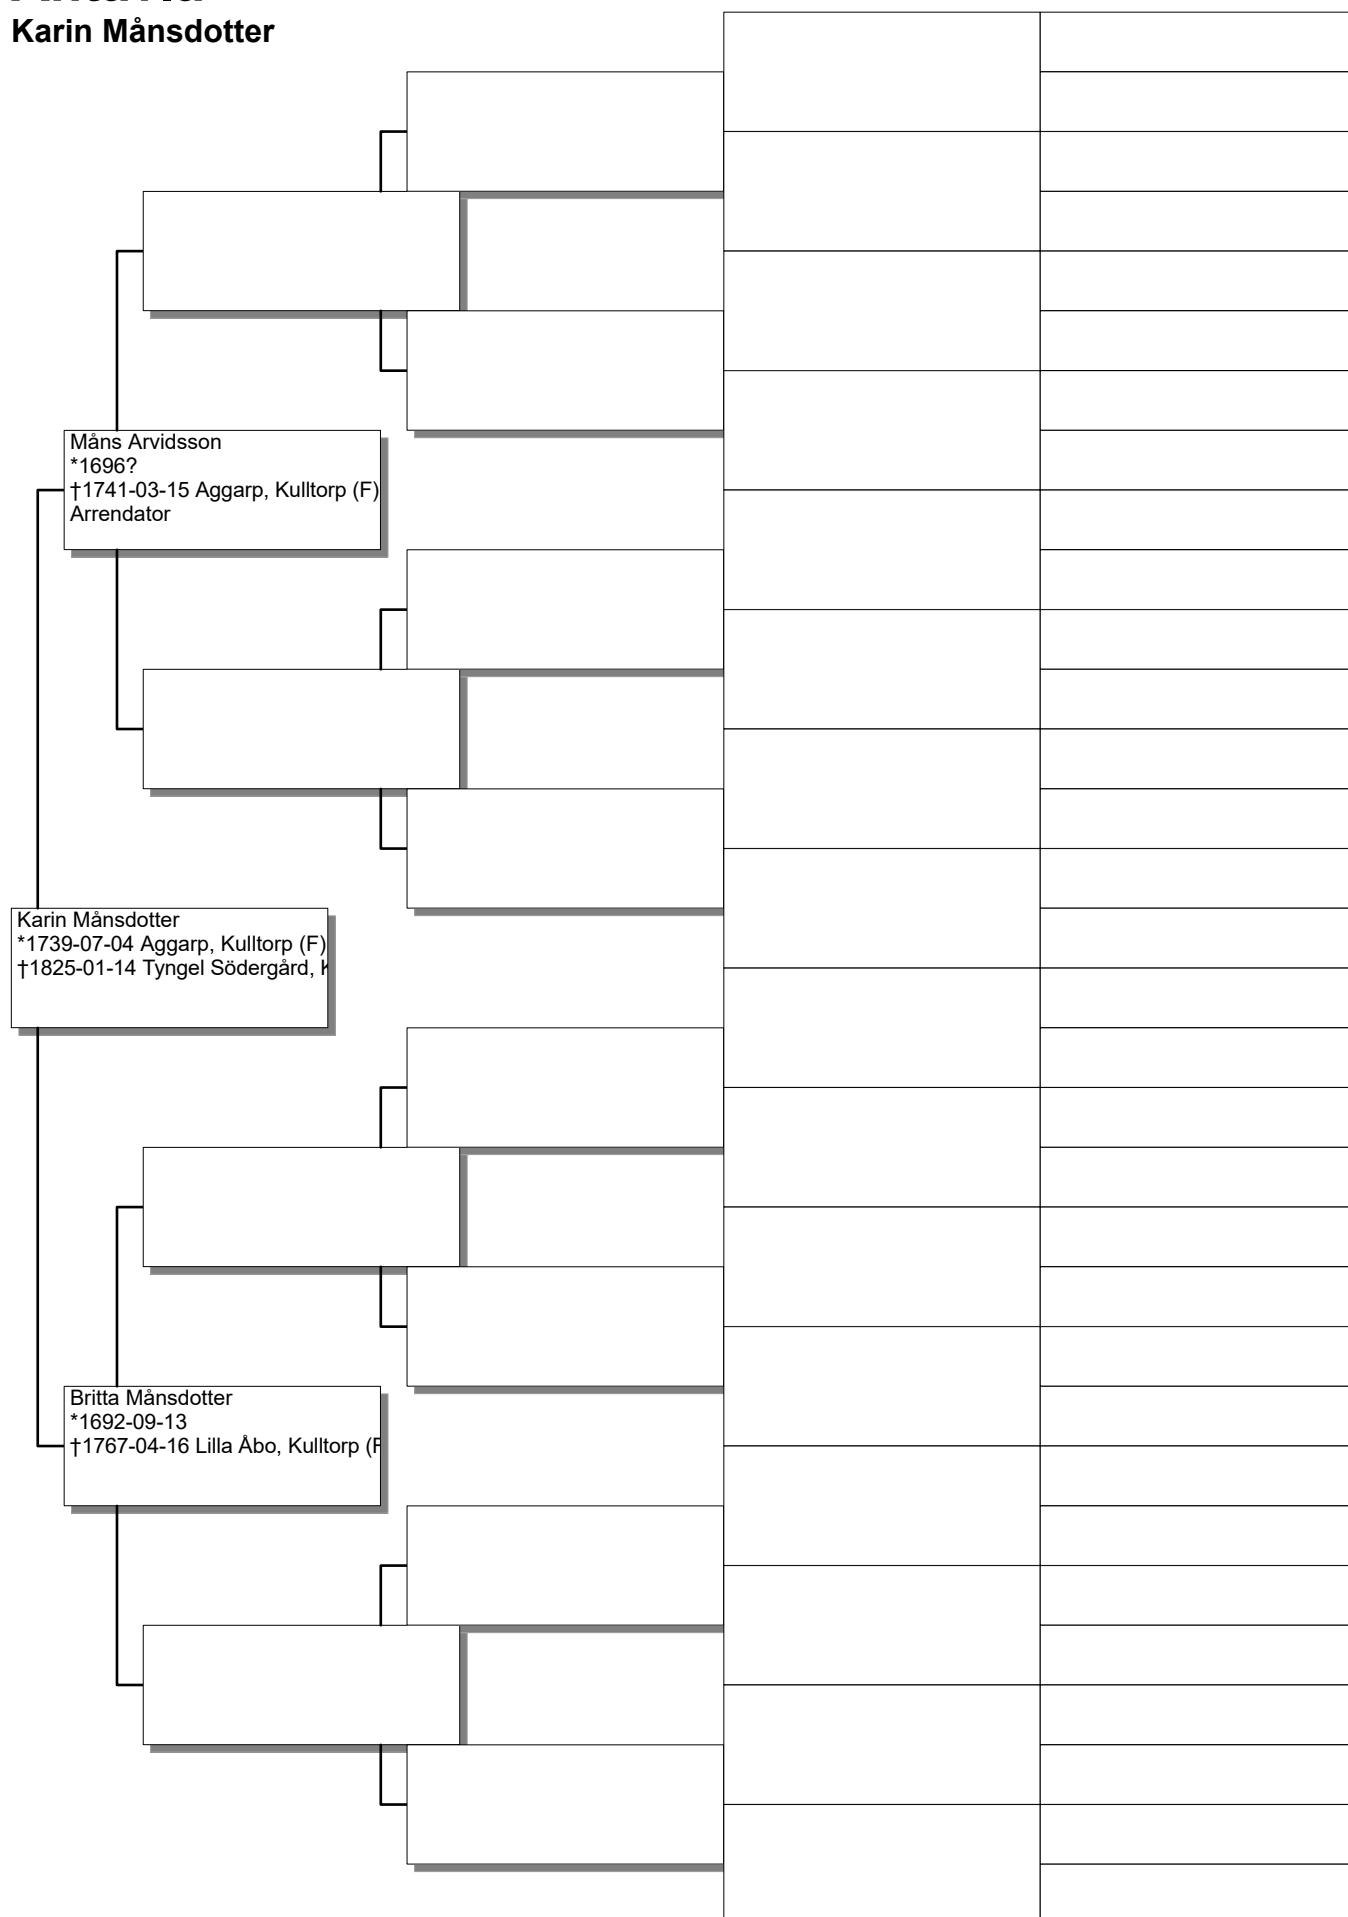 Karin Månsdotter
Måns Arvidsson
*1696?
†1741-03-15 Aggarp, Kulltorp (F)
Arrendator
Karin Månsdotter
*1739-07-04 Aggarp, Kulltorp (F)
†1825-01-14 Tyngel Södergård,
Britta Månsdotter
*1692-09-13
†1767-04-16 Lilla Åbo, Kulltorp (F